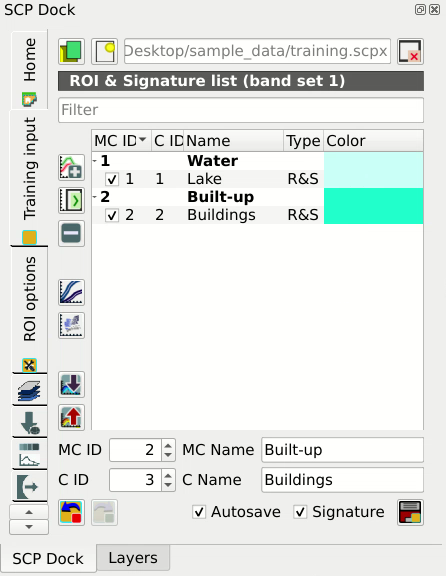 SCP Dock
Home
Training input
ROI options
Desktop/sample_data/training.scpx
ROI & Signature list (band set 1)
Filter
MC ID C ID Name Type Color
1 Water
1 1 Lake R&S
2 Built-up
2 2 Buildings R&S
MC ID 2 MC Name Built-up
C ID 3 C Name Buildings
Autosave Signature
SCP Dock Layers